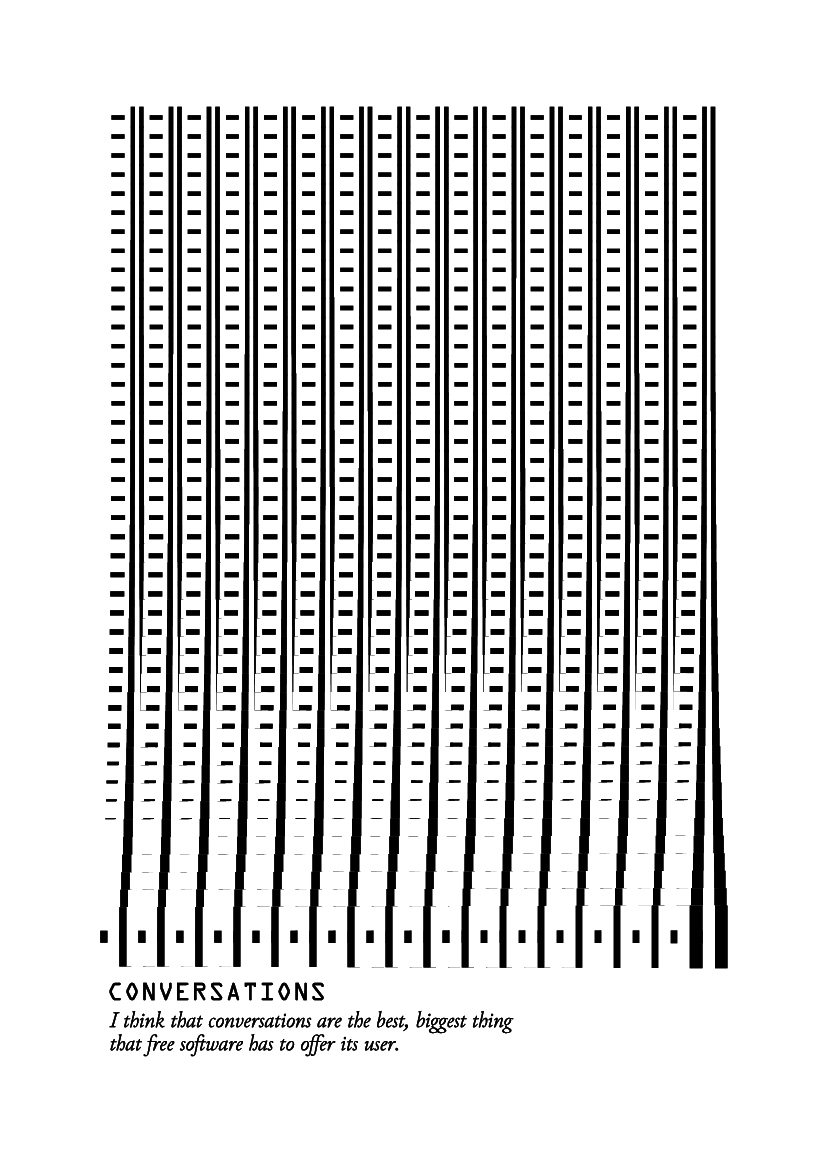 CONVERSATIONS
I think that conversations are the best, biggest thing
that free software has to offer its user.